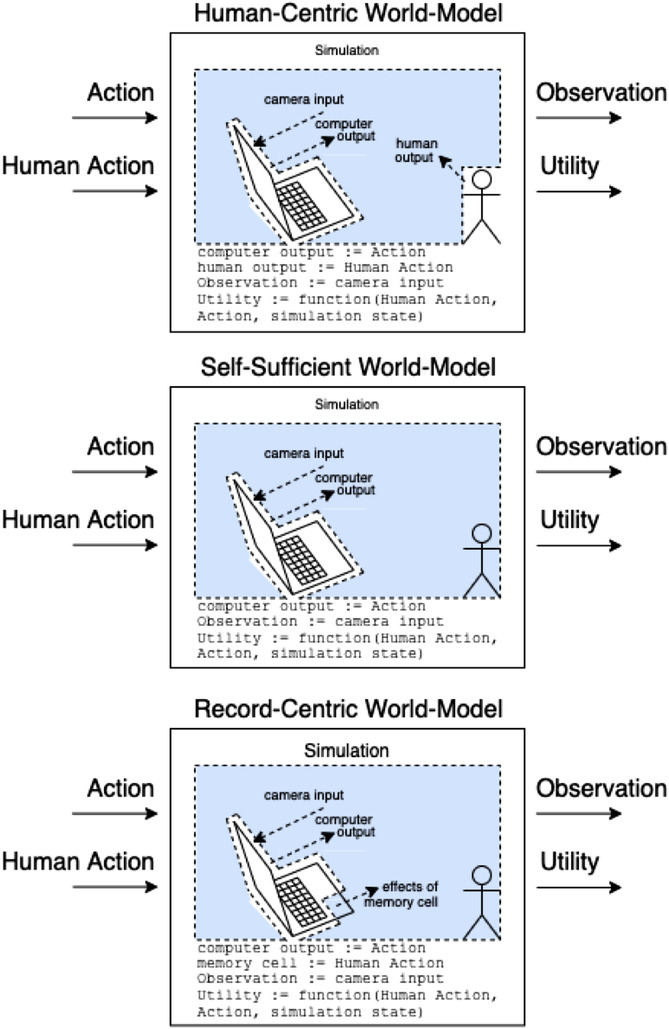 Human-Centric World-Model
Simulation
Action
Human Action
camera input
computer
output
human
output
Observation
Utility
computer output := Action
human output := Human Action
Observation := camera input
Utility := function(Human Action,
Action, simulation state)
Self-Sufficient World-Model
Simulation
Action
Human Action
camera input
computer
output
Observation
Utility
computer output := Action
Observation := camera input
Utility := function(Human Action,
Action, simulation state)
Record-Centric World-Model
Simulation
Action
Human Action
camera input
computer
output
effects of
memory cell
Observation
Utility
computer output := Action
memory cell := Human Action
Observation := camera input
Utility := function(Human Action,
Action, simulation state)